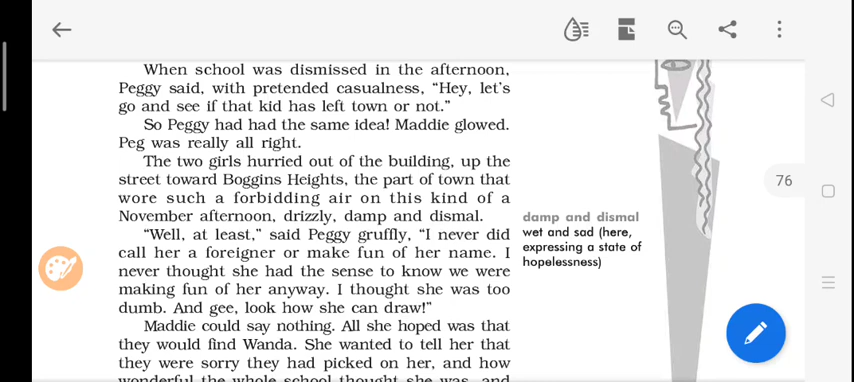 When school was dismissed in the afternoon,
Peggy said, with pretended casualness, “Hey, let’s
go and see if that kid has left town or not.”
So Peggy had had the same idea! Maddie glowed.
Peg was really all right.
The two girls hurried out of the building, up the
street toward Boggins Heights, the part of town that
wore such a forbidding air on this kind of a
November afternoon, drizzly, damp and dismal.
“Well, at least,” said Peggy gruffly, “I never did
call her a foreigner or make fun of her name. I
never thought she had the sense to know we were
making fun of her anyway. I thought she was too
dumb. And gee, look how she can draw!”
Maddie could say nothing. All she hoped was that
they would find Wanda. She wanted to tell her that
they were sorry they had picked on her, and how
wonderful the whole school thought she was, and
76
damp and dismal
wet and sad (here,
expressing a state of
hopelessness)